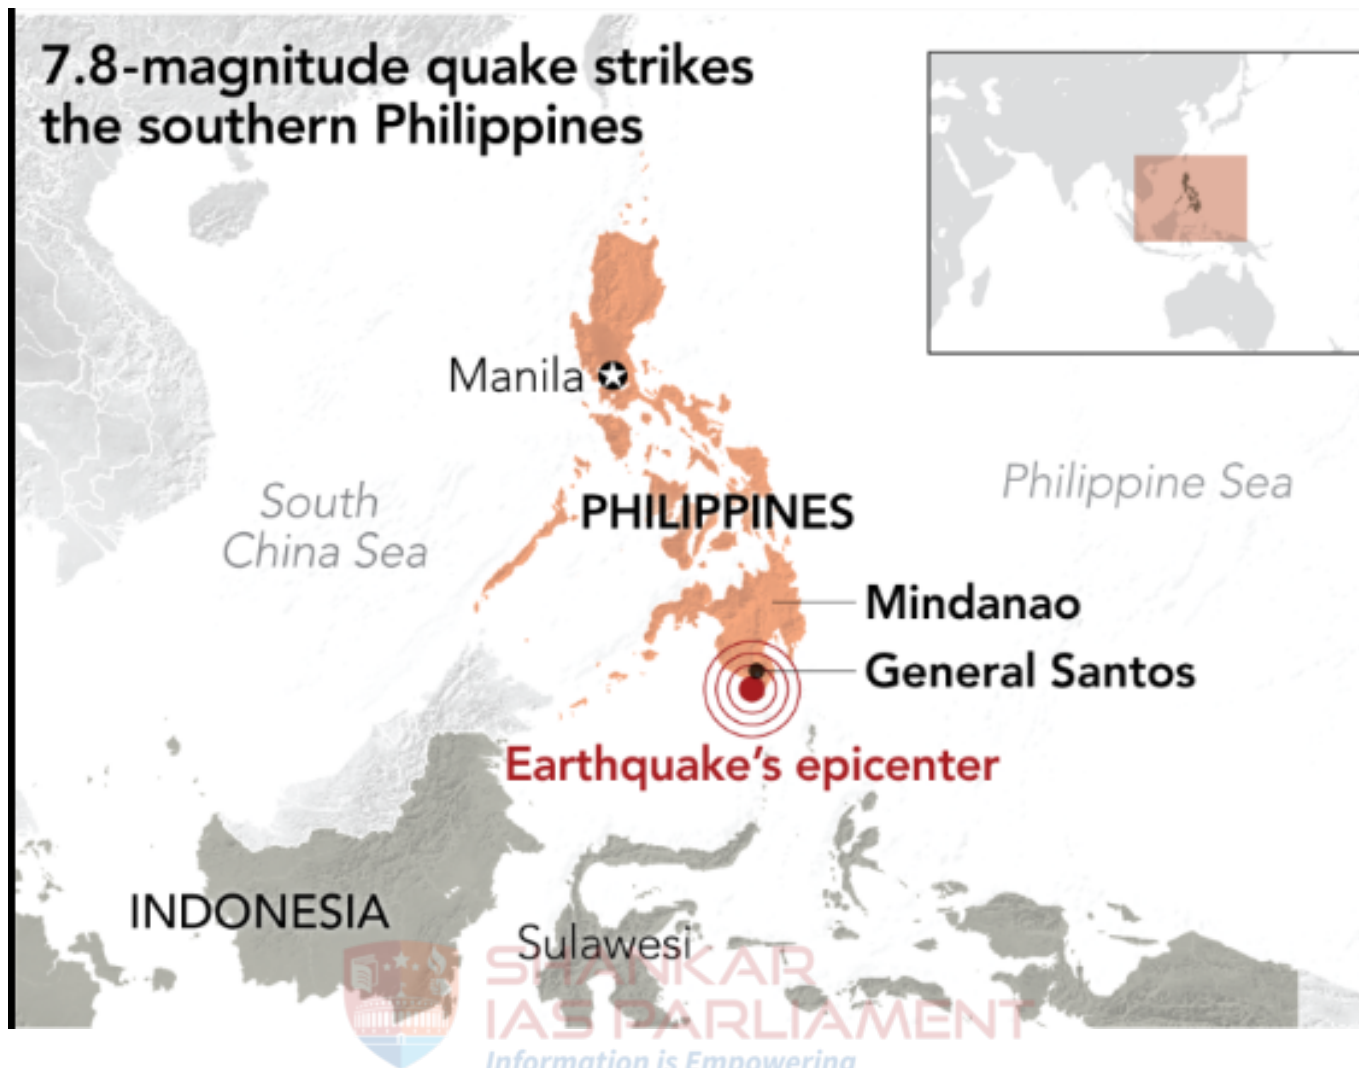 7.8-magnitude quake strikes
the southern Philippines
Manila
South
China Sea
PHILIPPINES
Philippine Sea
Mindanao
General Santos
Earthquake's epicenter
INDONESIA
Sulawesi
SHANKAR
IAS PARLIAMENT
Information is Empowering